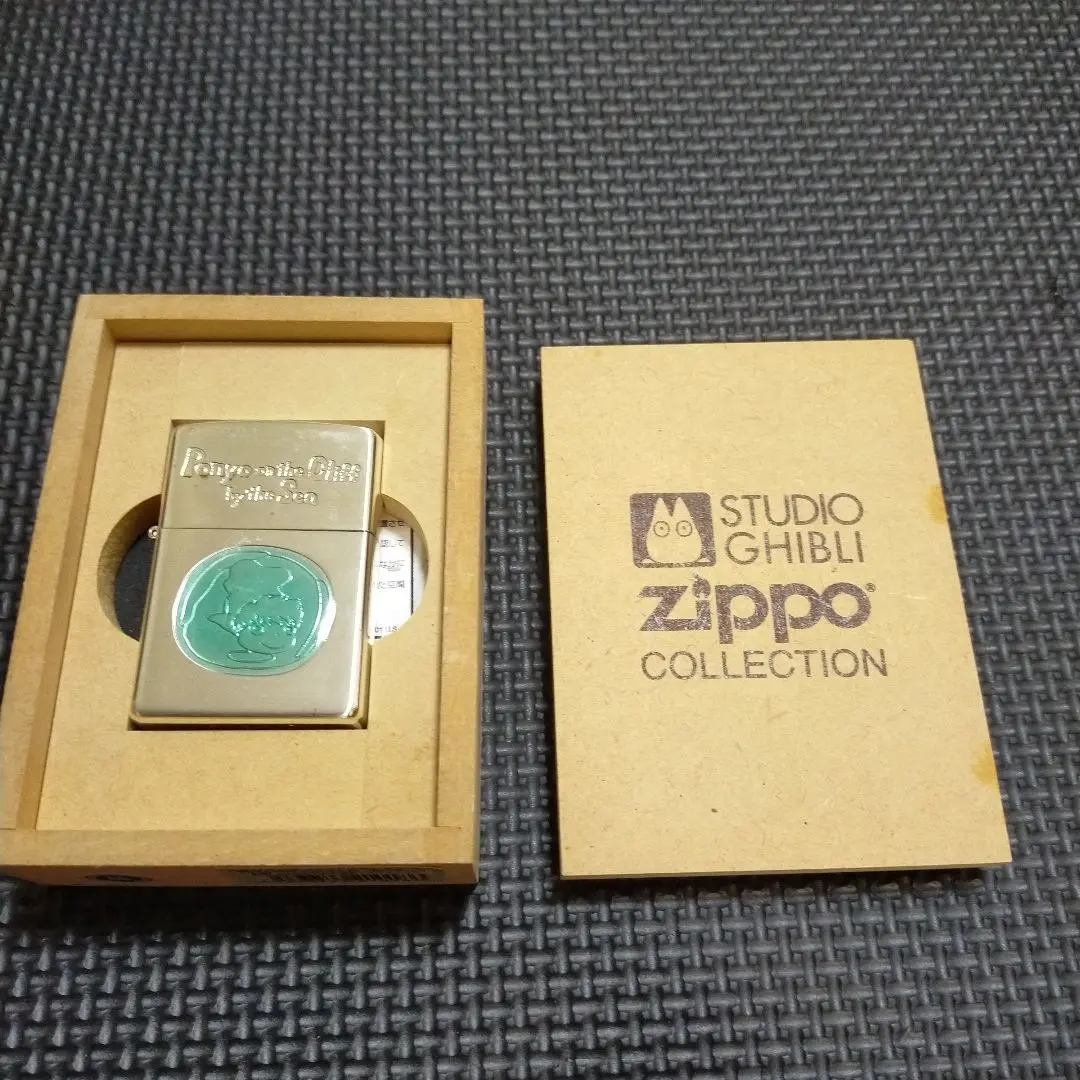 Ponyo on the Cliff
by the Sea
STUDIO
GHIBLI
zippo®
COLLECTION